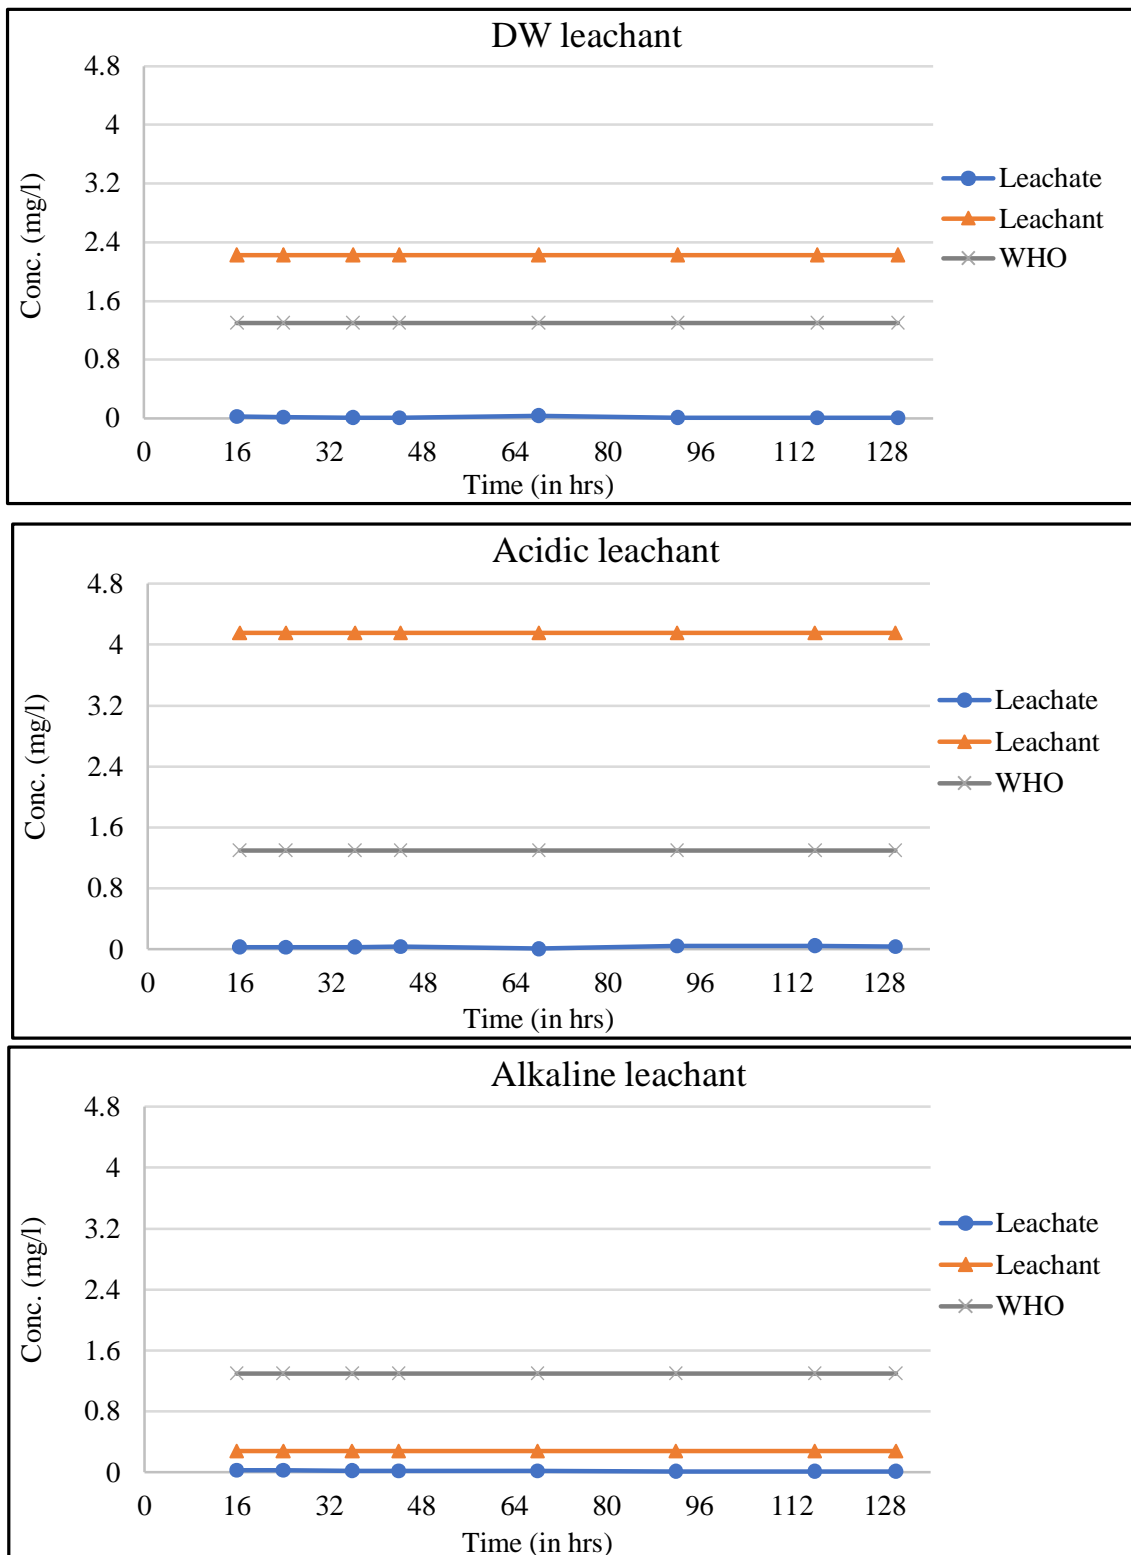 DW leachant
4.8
4
3.2
2.4
1.6
0.8
0
Conc. (mg/l)
0 16 32 48 64 80 96 112 128
Time (in hrs)
Leachate
Leachant
WHO
Acidic leachant
4.8
4
3.2
2.4
1.6
0.8
0
Conc. (mg/l)
0 16 32 48 64 80 96 112 128
Time (in hrs)
Leachate
Leachant
WHO
Alkaline leachant
4.8
4
3.2
2.4
1.6
0.8
0
Conc. (mg/l)
0 16 32 48 64 80 96 112 128
Time (in hrs)
Leachate
Leachant
WHO